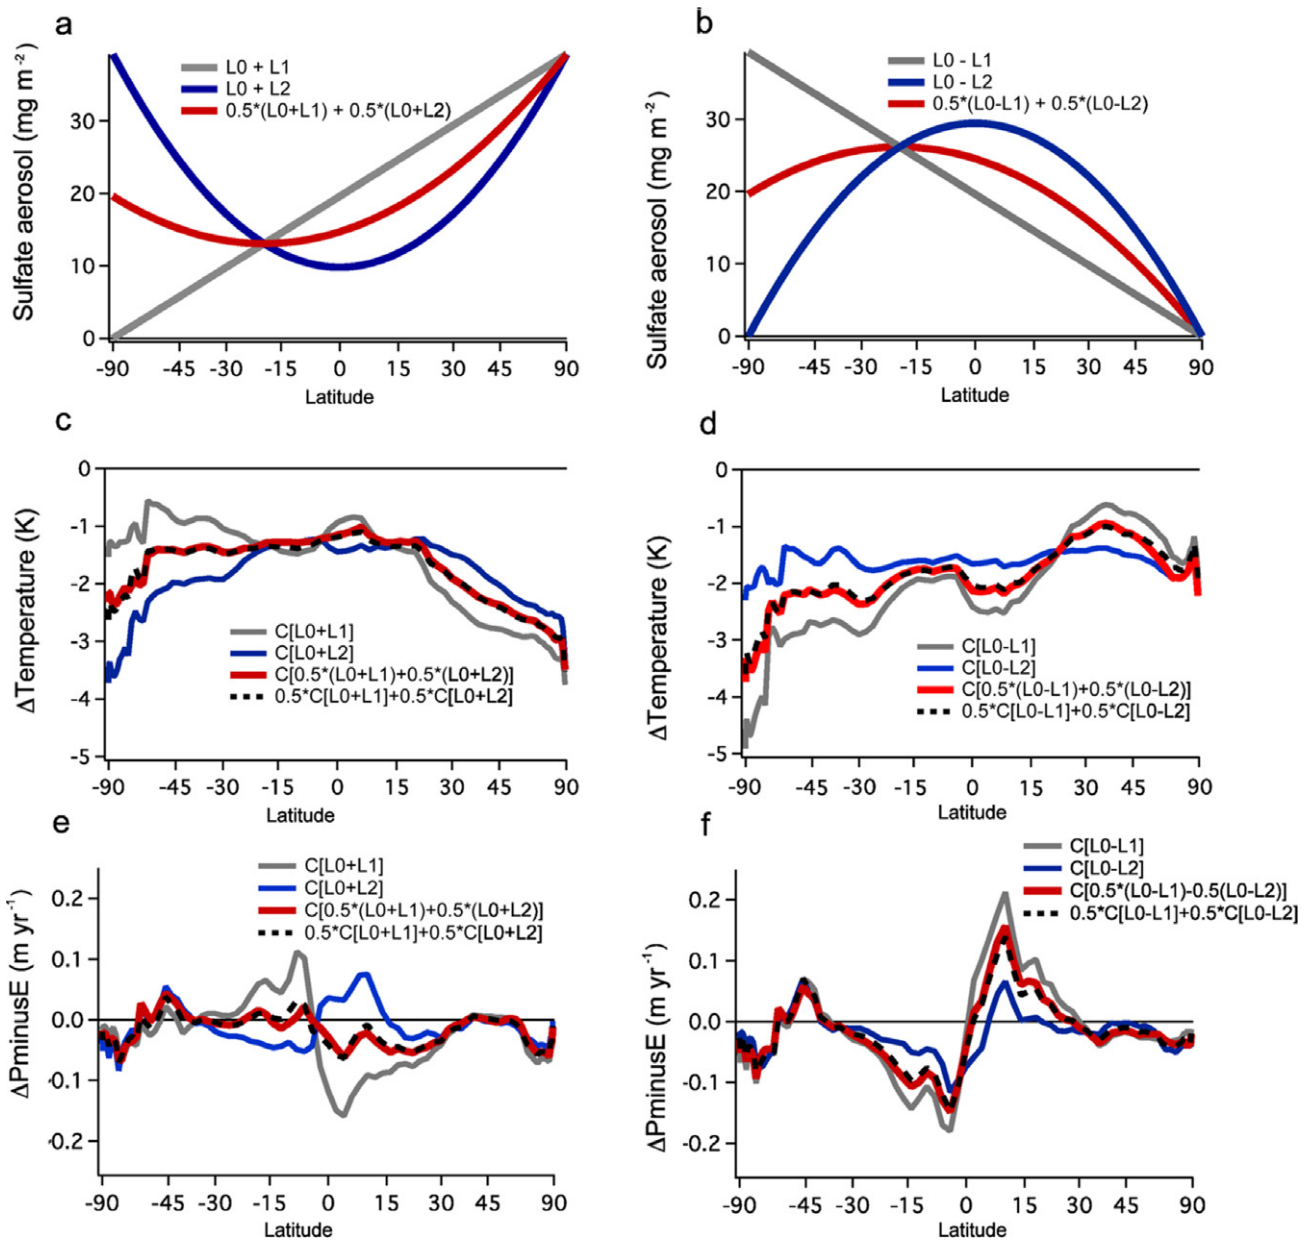 a
Sulfate aerosol (mg m-2)
L0 + L1
L0 + L2
0.5*(L0+L1) + 0.5*(L0+L2)
30
20
10
0
-90 -45 -30 -15 0 15 30 45 90
Latitude
b
Sulfate aerosol (mg m-2)
L0 - L1
L0 - L2
0.5*(L0-L1) + 0.5*(L0-L2)
30
20
10
0
-90 -45 -30 -15 0 15 30 45 90
Latitude
c
ΔTemperature (K)
0
-1
-2
-3
-4
-5
C[L0+L1]
C[L0+L2]
C[0.5*(L0+L1)+0.5*(L0+L2)]
0.5*C[L0+L1]+0.5*C[L0+L2]
-90 -45 -30 -15 0 15 30 45 90
Latitude
d
ΔTemperature (K)
0
-1
-2
-3
-4
-5
C[L0-L1]
C[L0-L2]
C[0.5*(L0-L1)+0.5*(L0-L2)]
0.5*C[L0-L1]+0.5*C[L0-L2]
-90 -45 -30 -15 0 15 30 45 90
Latitude
e
ΔPminusE (m yr-1)
C[L0+L1]
C[L0+L2]
C[0.5*(L0+L1)+0.5*(L0+L2)]
0.5*C[L0+L1]+0.5*C[L0+L2]
0.2
0.1
0.0
-0.1
-0.2
-90 -45 -30 -15 0 15 30 45 90
Latitude
f
ΔPminusE (m yr-1)
C[L0-L1]
C[L0-L2]
C[0.5*(L0-L1)-0.5(L0-L2)]
0.5*C[L0-L1]+0.5*C[L0-L2]
0.2
0.1
0.0
-0.1
-0.2
-90 -45 -30 -15 0 15 30 45 90
Latitude